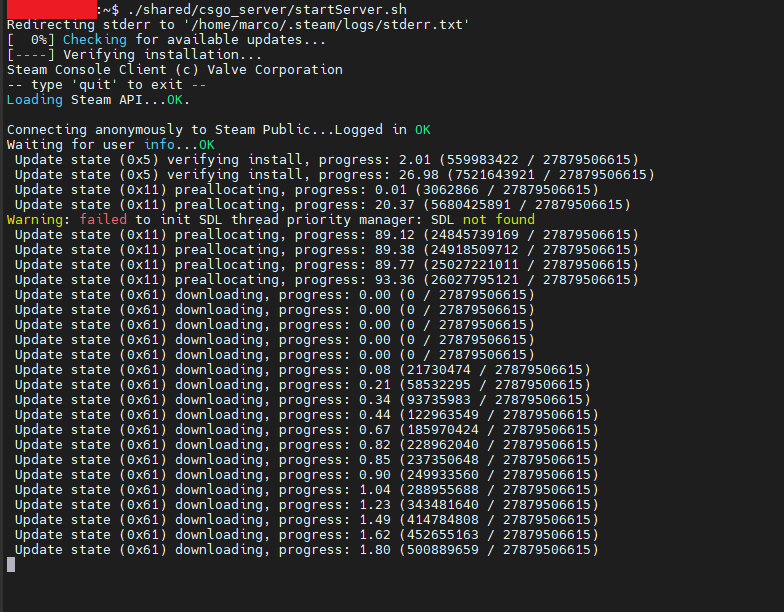 :~$ ./shared/csgo_server/startServer.sh
Redirecting stderr to '/home/marco/.steam/logs/stderr.txt'
[  0%] Checking for available updates...
[----] Verifying installation...
Steam Console Client (c) Valve Corporation
-- type 'quit' to exit --
Loading Steam API...OK.
Connecting anonymously to Steam Public...Logged in OK
Waiting for user info...OK
Update state (0x5) verifying install, progress: 2.01 (559983422 / 27879506615)
Update state (0x5) verifying install, progress: 26.98 (7521643921 / 27879506615)
Update state (0x11) preallocating, progress: 0.01 (3062866 / 27879506615)
Update state (0x11) preallocating, progress: 20.37 (5680425891 / 27879506615)
Warning: failed to init SDL thread priority manager: SDL not found
Update state (0x11) preallocating, progress: 89.12 (24845739169 / 27879506615)
Update state (0x11) preallocating, progress: 89.38 (24918509712 / 27879506615)
Update state (0x11) preallocating, progress: 89.77 (25027221011 / 27879506615)
Update state (0x11) preallocating, progress: 93.36 (26027795121 / 27879506615)
Update state (0x61) downloading, progress: 0.00 (0 / 27879506615)
Update state (0x61) downloading, progress: 0.00 (0 / 27879506615)
Update state (0x61) downloading, progress: 0.00 (0 / 27879506615)
Update state (0x61) downloading, progress: 0.00 (0 / 27879506615)
Update state (0x61) downloading, progress: 0.00 (0 / 27879506615)
Update state (0x61) downloading, progress: 0.08 (21730474 / 27879506615)
Update state (0x61) downloading, progress: 0.21 (58532295 / 27879506615)
Update state (0x61) downloading, progress: 0.34 (93735983 / 27879506615)
Update state (0x61) downloading, progress: 0.44 (122963549 / 27879506615)
Update state (0x61) downloading, progress: 0.67 (185970424 / 27879506615)
Update state (0x61) downloading, progress: 0.82 (228962040 / 27879506615)
Update state (0x61) downloading, progress: 0.85 (237350648 / 27879506615)
Update state (0x61) downloading, progress: 0.90 (249933560 / 27879506615)
Update state (0x61) downloading, progress: 1.04 (288955688 / 27879506615)
Update state (0x61) downloading, progress: 1.23 (343481640 / 27879506615)
Update state (0x61) downloading, progress: 1.49 (414784808 / 27879506615)
Update state (0x61) downloading, progress: 1.62 (452655163 / 27879506615)
Update state (0x61) downloading, progress: 1.80 (500889659 / 27879506615)